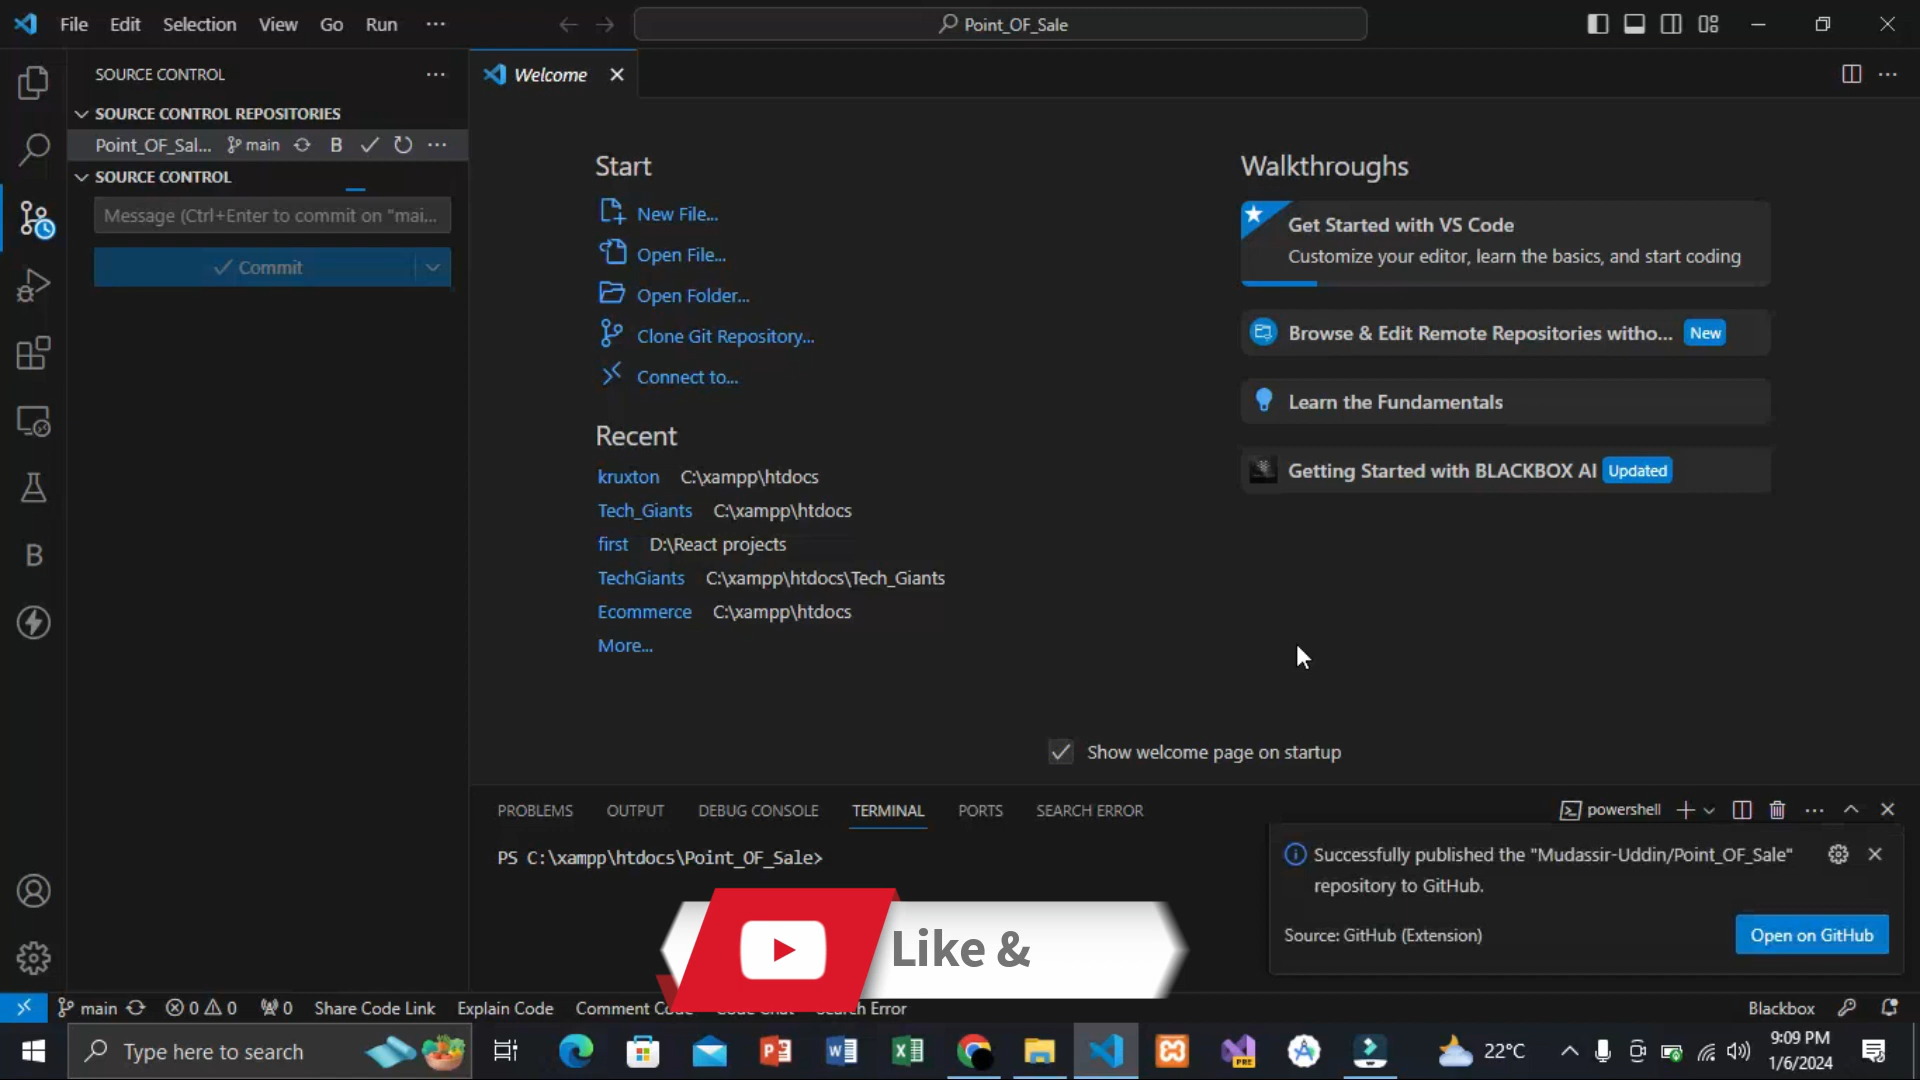 File Edit Selection View Go Run ···
Point_OF_Sale
SOURCE CONTROL
SOURCE CONTROL REPOSITORIES
Point_OF_Sal... main B
SOURCE CONTROL
Message (Ctrl+Enter to commit on "mai...
Commit
Welcome
Start
New File...
Open File...
Open Folder...
Clone Git Repository...
Connect to...
Recent
kruxton C:\xampp\htdocs
Tech_Giants C:\xampp\htdocs
first D:\React projects
TechGiants C:\xampp\htdocs\Tech_Giants
Ecommerce C:\xampp\htdocs
More...
Walkthroughs
Get Started with VS Code
Customize your editor, learn the basics, and start coding
Browse & Edit Remote Repositories witho... New
Learn the Fundamentals
Getting Started with BLACKBOX AI Updated
Show welcome page on startup
B
PROBLEMS OUTPUT DEBUG CONSOLE TERMINAL PORTS SEARCH ERROR
powershell
PS C:\xampp\htdocs\Point_OF_Sale>
Successfully published the "Mudassir-Uddin/Point_OF_Sale"
repository to GitHub.
Source: GitHub (Extension)
Open on GitHub
Like &
main 0 0 0 Share Code Link Explain Code Comment Error
Blackbox
Type here to search
PRE
22°C
9:09 PM
1/6/2024